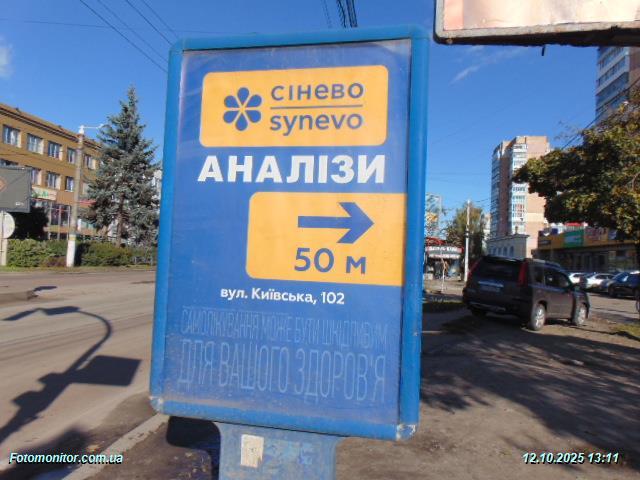 сінево
synevo
АНАЛІЗИ
50 м
вул. Київська, 102
САМОЛІКУВАННЯ МОЖЕ БУТИ ШКІДЛИВИМ
ДЛЯ ВАШОГО ЗДОРОВ'Я
Fotomonitor.com.ua
12.10.2025 13:11